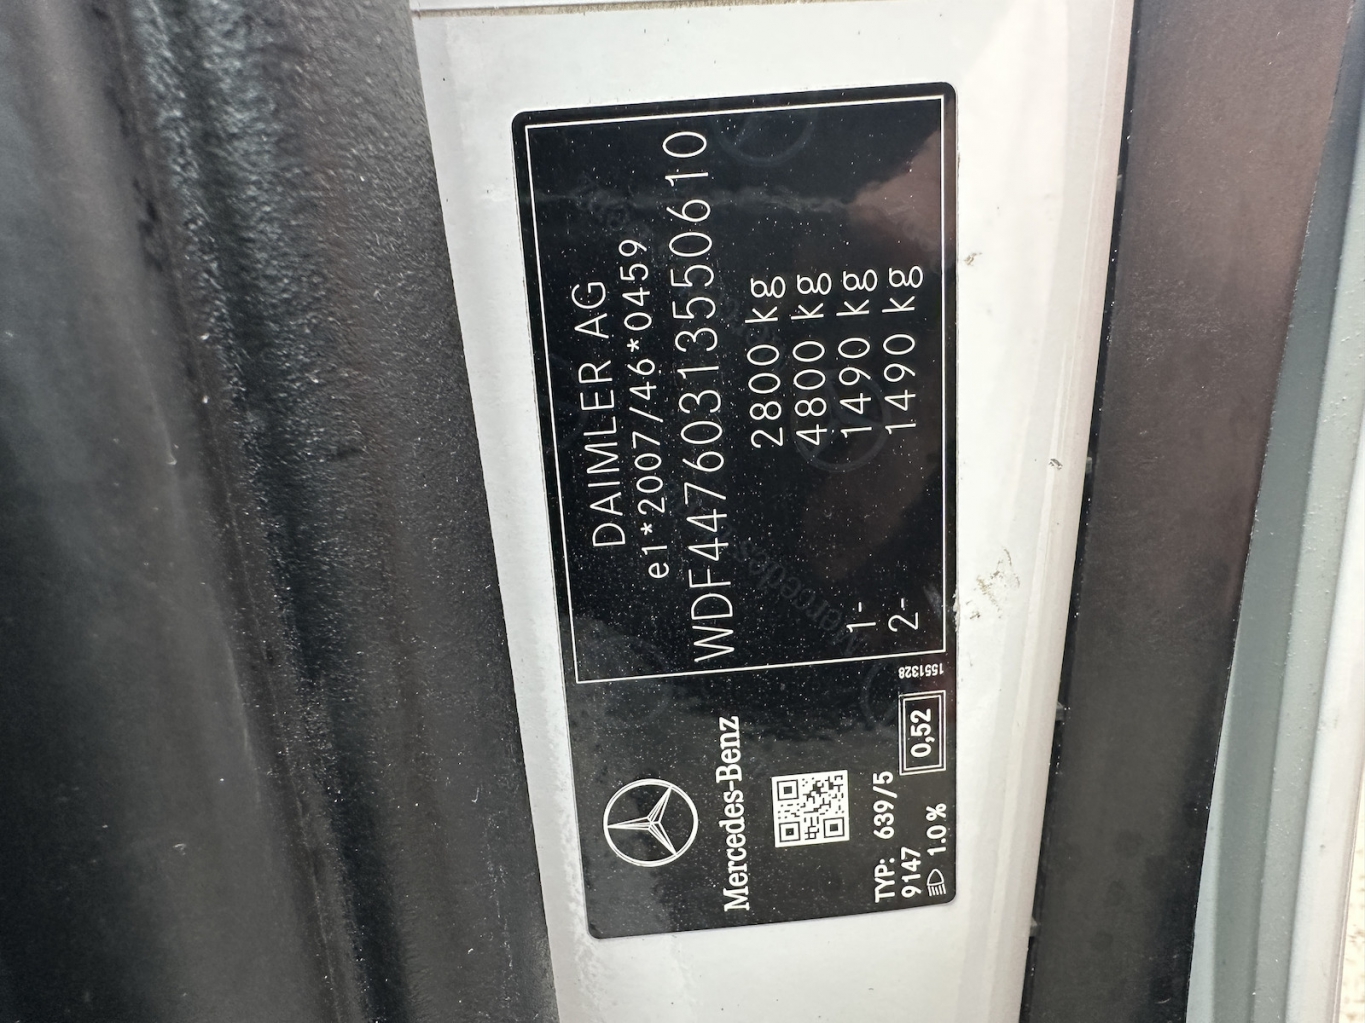 DAIMLER AG
e1*2007/46*0459
WDF44760313550610
2800 kg
4800 kg
1- 1490 kg
2- 1490 kg
Mercedes-Benz
TYP: 639/5
9147
1.0%
0,52
1551328
Mercedes